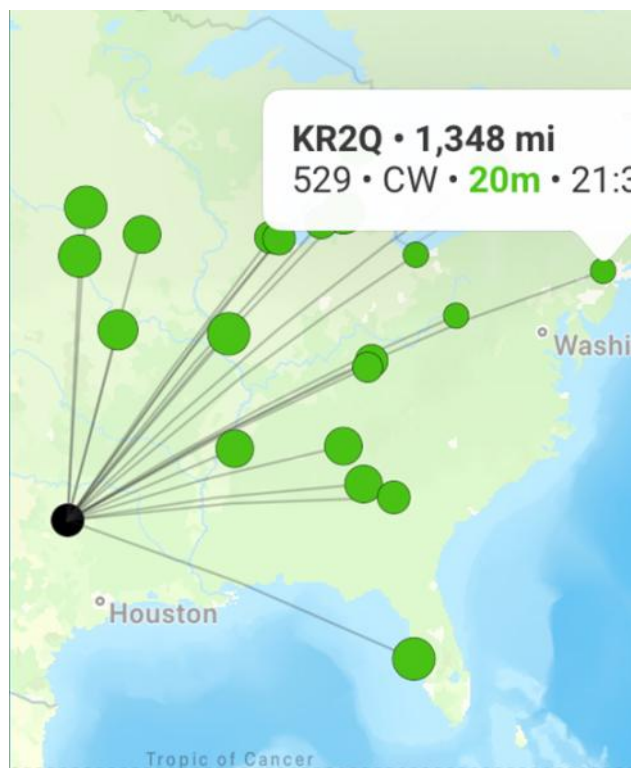 KR2Q • 1,348 mi
529 • CW • 20m • 21:3
Washi
Houston
Tropic of Cancer